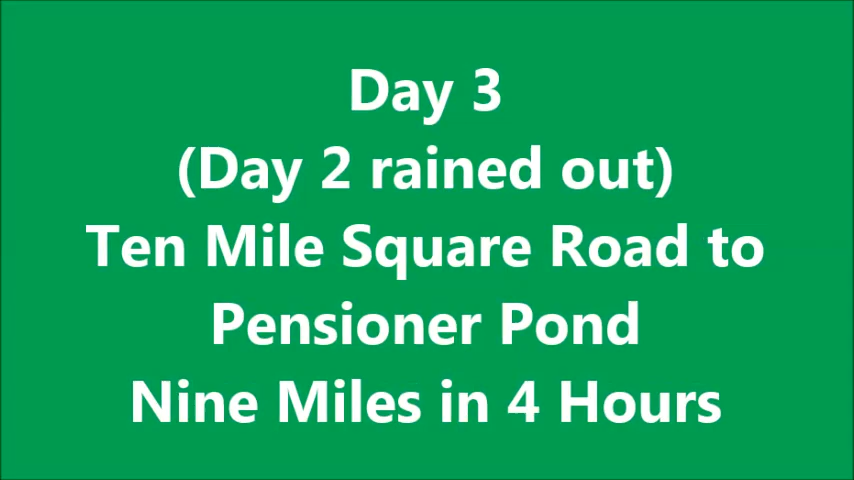 Day 3
(Day 2 rained out)
Ten Mile Square Road to
Pensioner Pond
Nine Miles in 4 Hours